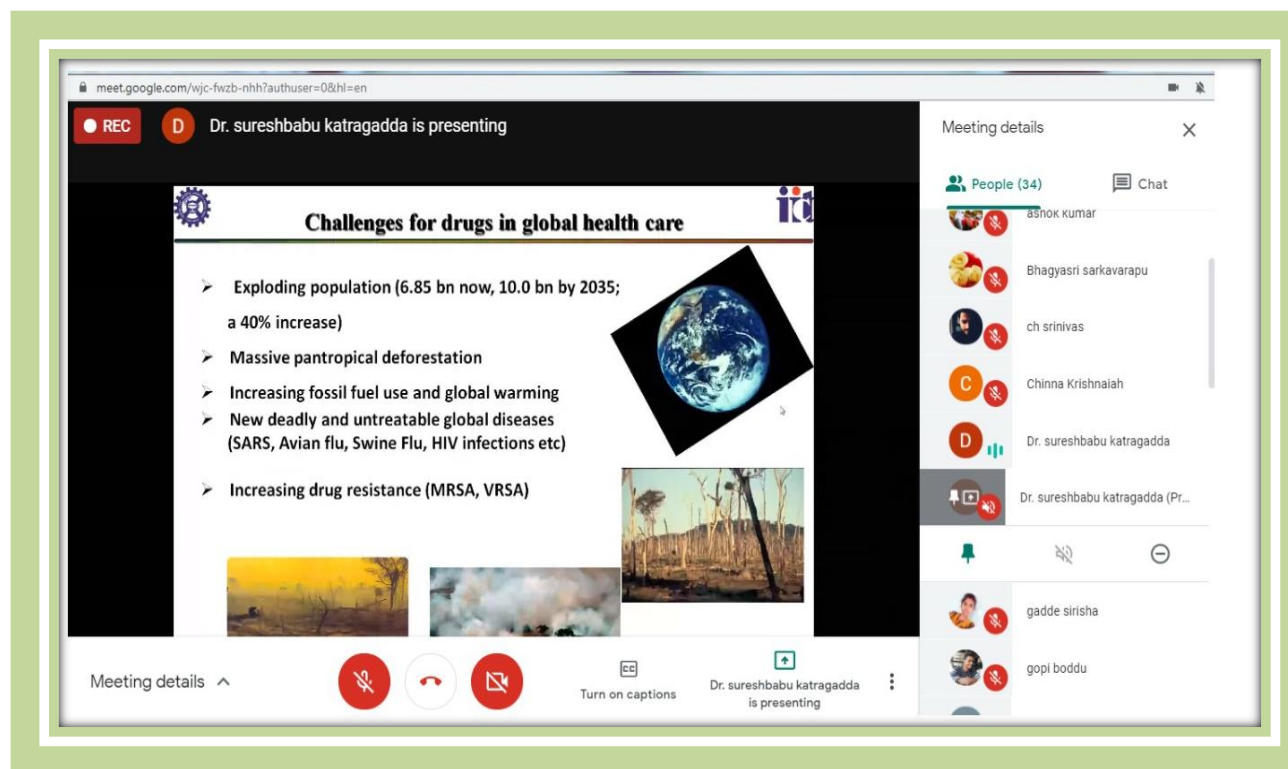 meet.google.com/wjc-fwzb-nhh?authuser=0&hl=en
REC
D
Dr. sureshbabu katragadda is presenting
iict
Challenges for drugs in global health care
➢ Exploding population (6.85 bn now, 10.0 bn by 2035;
a 40% increase)
➢ Massive pantropical deforestation
➢ Increasing fossil fuel use and global warming
➢ New deadly and untreatable global diseases
(SARS, Avian flu, Swine Flu, HIV infections etc)
➢ Increasing drug resistance (MRSA, VRSA)
Meeting details
CC
Turn on captions
Dr. sureshbabu katragadda
is presenting
Meeting details
People (34)
Chat
ashok kumar
Bhagyasri sarkavarapu
ch srinivas
C
Chinna Krishnaiah
D
Dr. sureshbabu katragadda
Dr. sureshbabu katragadda (Pr...
gadde sirisha
gopi boddu